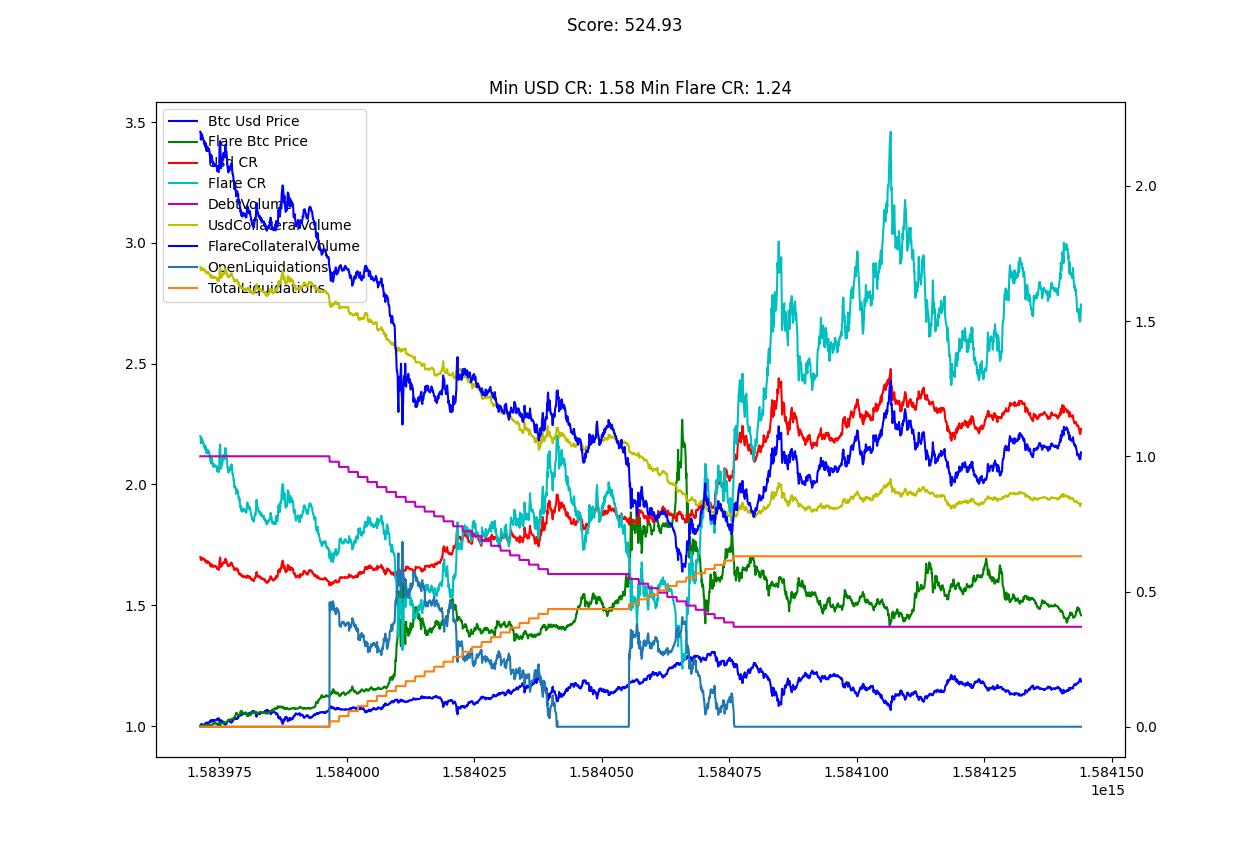 Score: 524.93
Min USD CR: 1.58 Min Flare CR: 1.24
Btc Usd Price
Flare Btc Price
Usd CR
Flare CR
DebtVolume
UsdCollateralVolume
FlareCollateralVolume
OpenLiquidations
TotalLiquidations
3.5
3.0
2.5
2.0
1.5
1.0
2.0
1.5
1.0
0.5
0.0
1.583975 1.584000 1.584025 1.584050 1.584075 1.584100 1.584125 1.584150
1e15